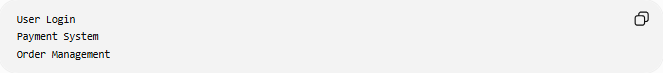 User Login
Payment System
Order Management